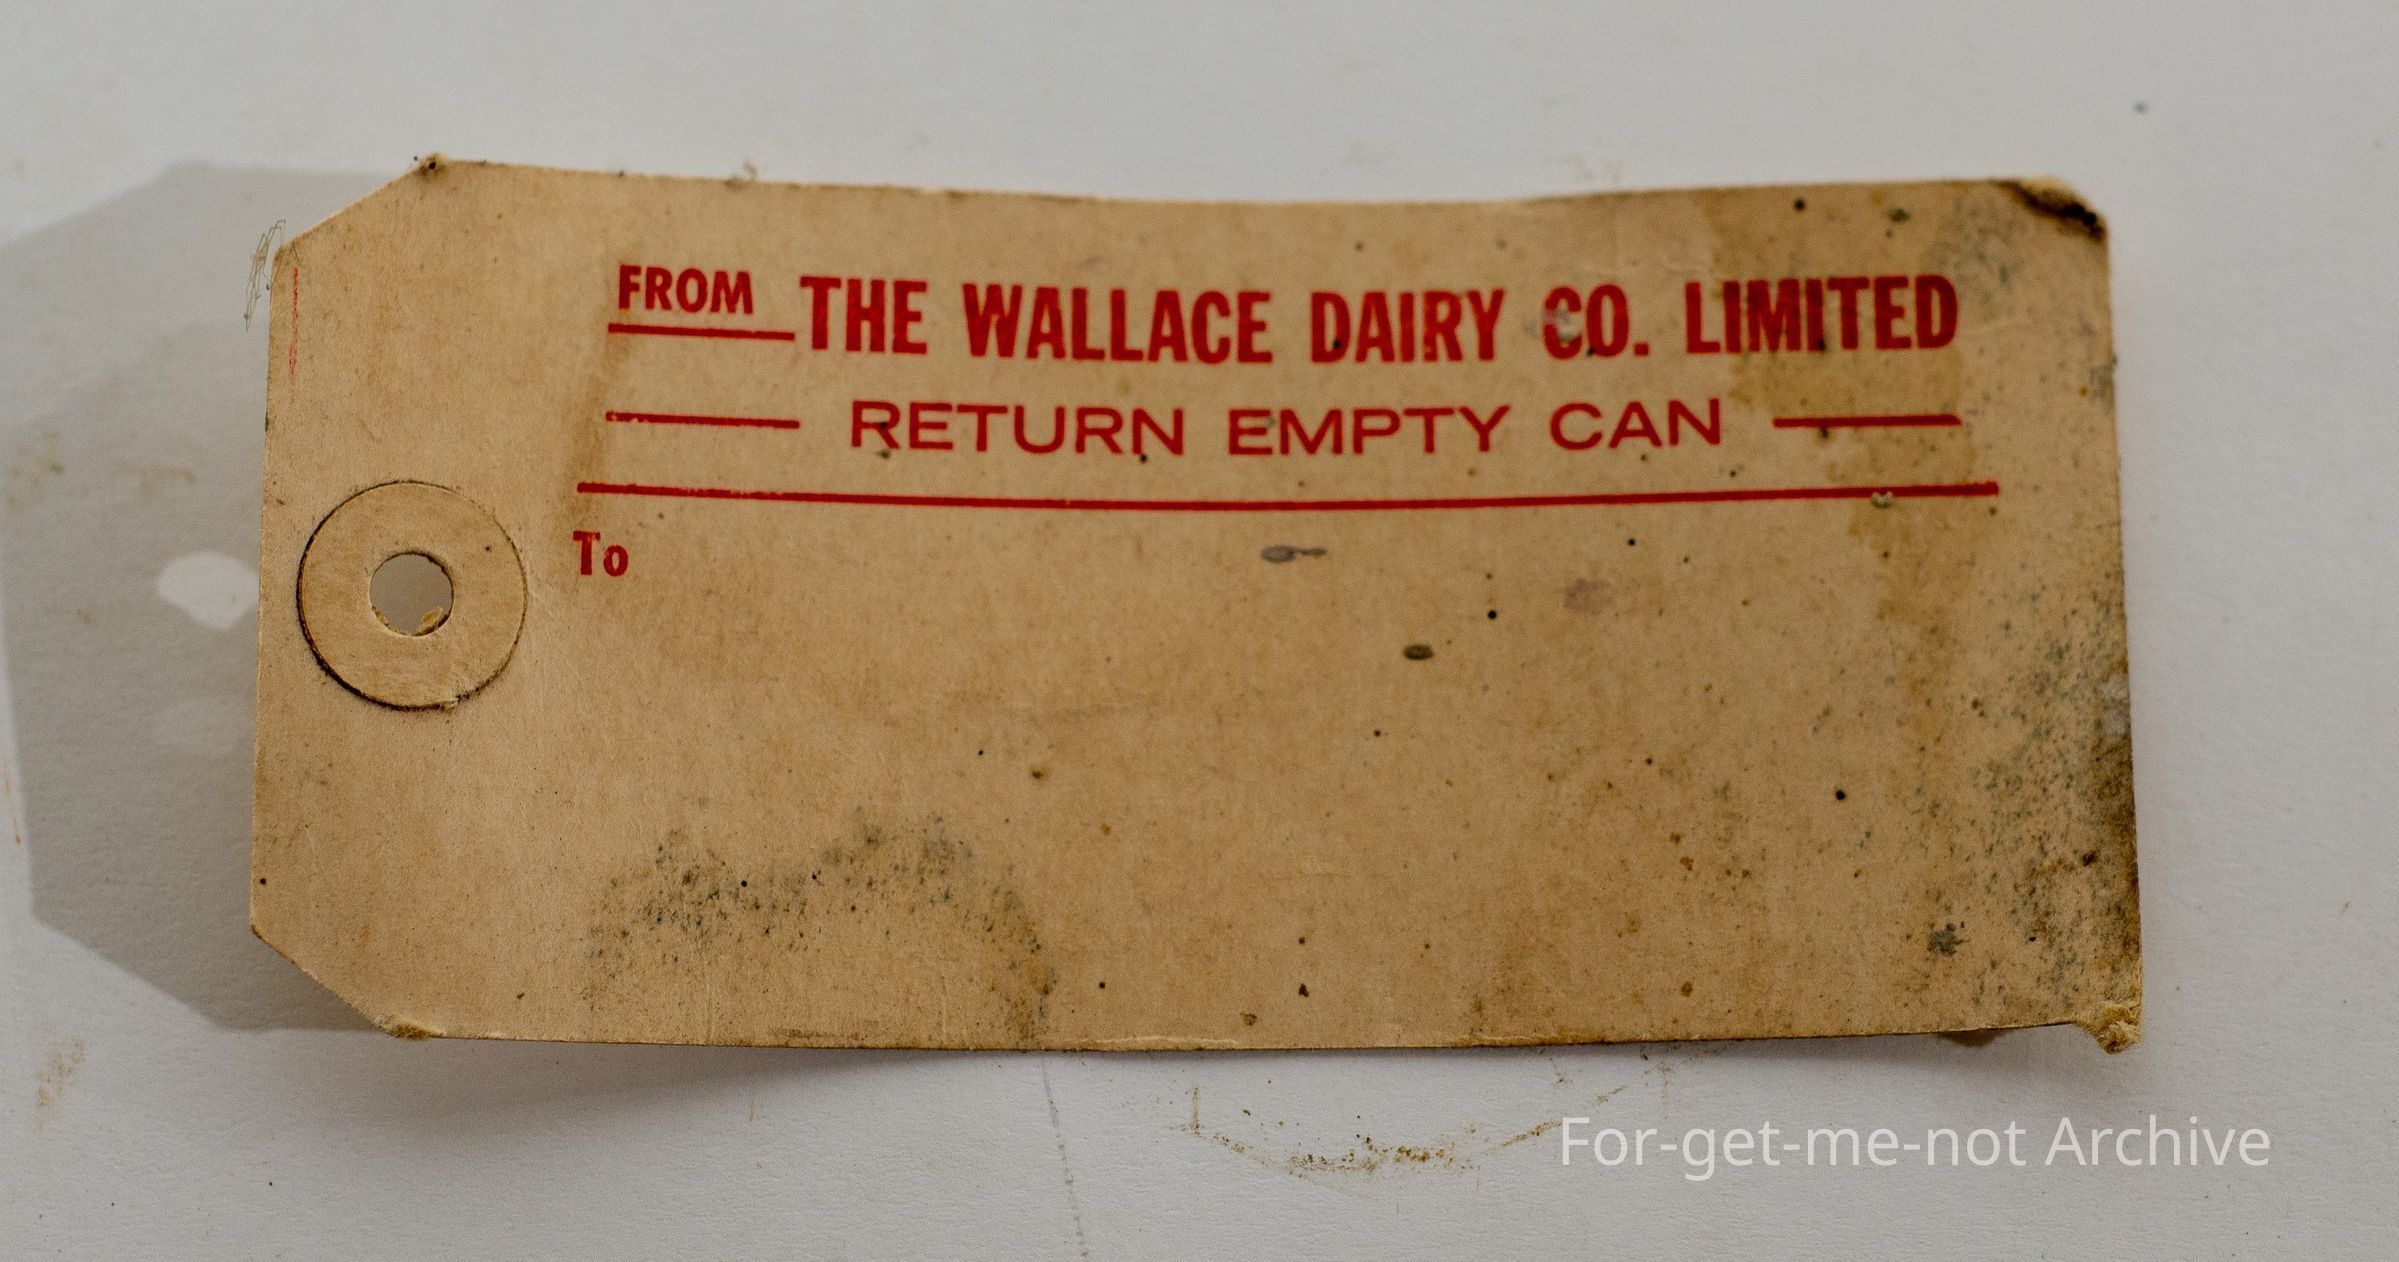 FROM THE WALLACE DAIRY CO. LIMITED
RETURN EMPTY CAN
To
For-get-me-not Archive